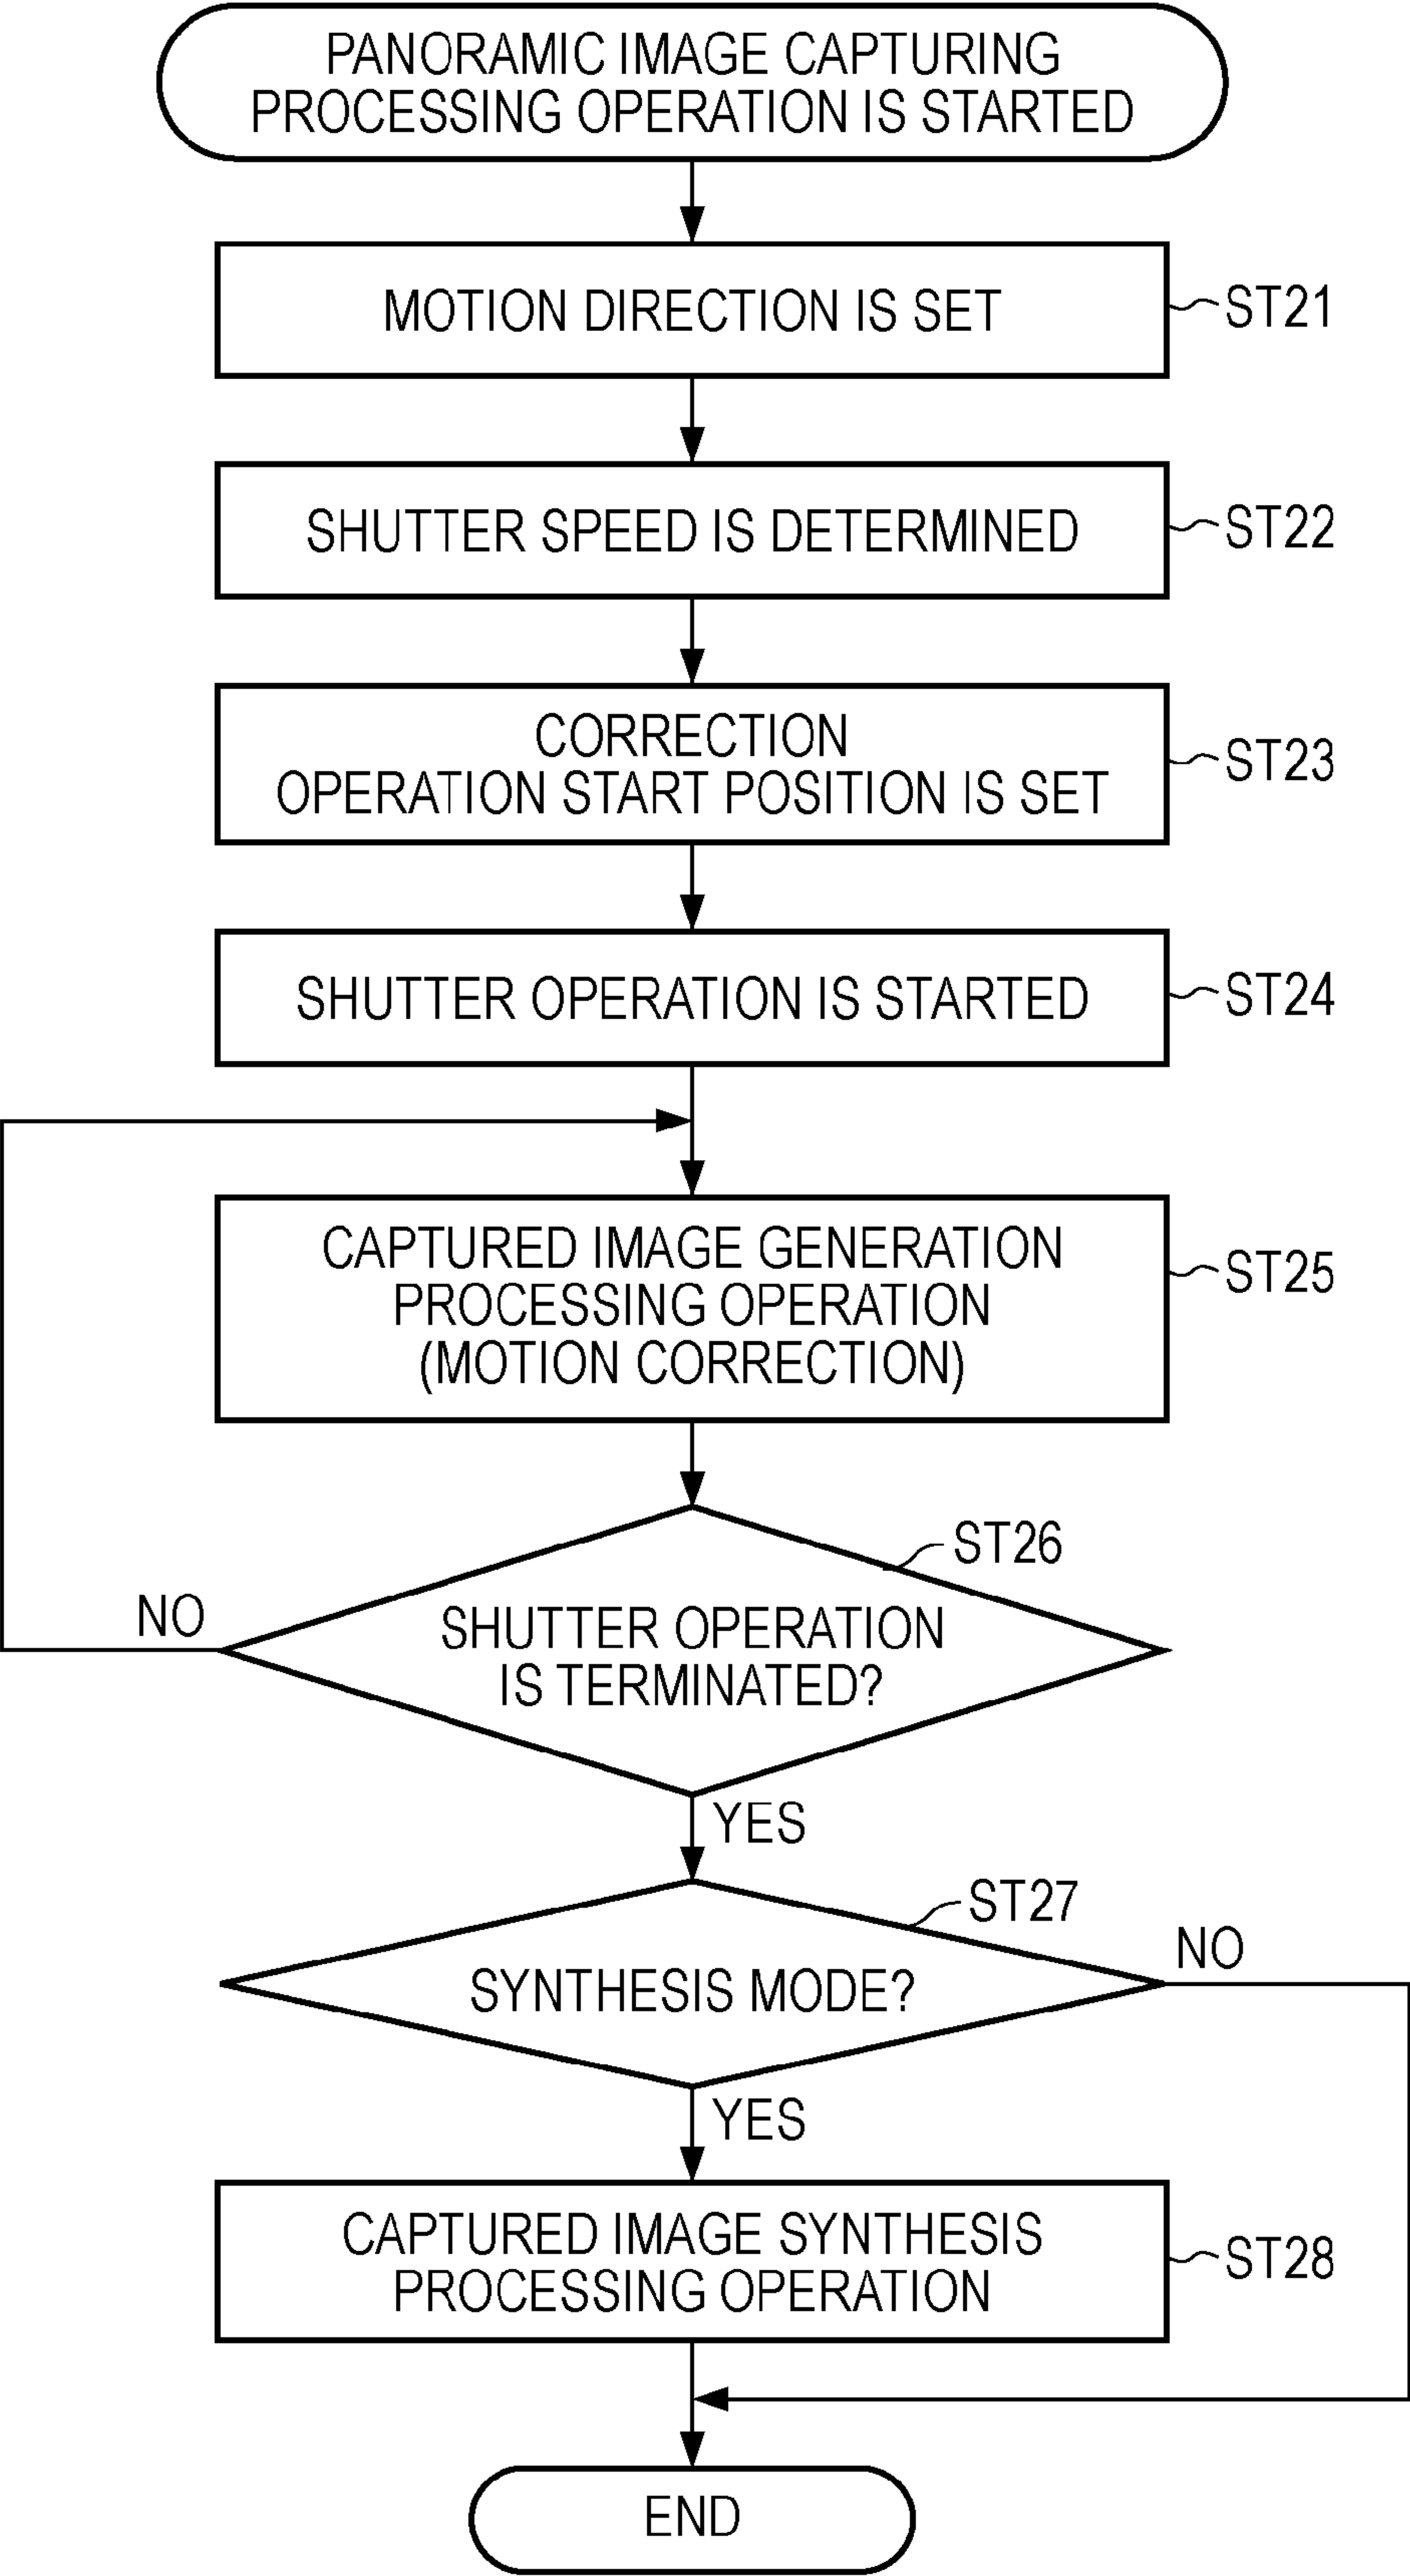 PANORAMIC IMAGE CAPTURING
PROCESSING OPERATION IS STARTED
MOTION DIRECTION IS SET
ST21
SHUTTER SPEED IS DETERMINED
ST22
CORRECTION
OPERATION START POSITION IS SET
ST23
SHUTTER OPERATION IS STARTED
ST24
CAPTURED IMAGE GENERATION
PROCESSING OPERATION
(MOTION CORRECTION)
ST25
ST26
NO
SHUTTER OPERATION
IS TERMINATED?
YES
ST27
NO
SYNTHESIS MODE?
YES
CAPTURED IMAGE SYNTHESIS
PROCESSING OPERATION
ST28
END